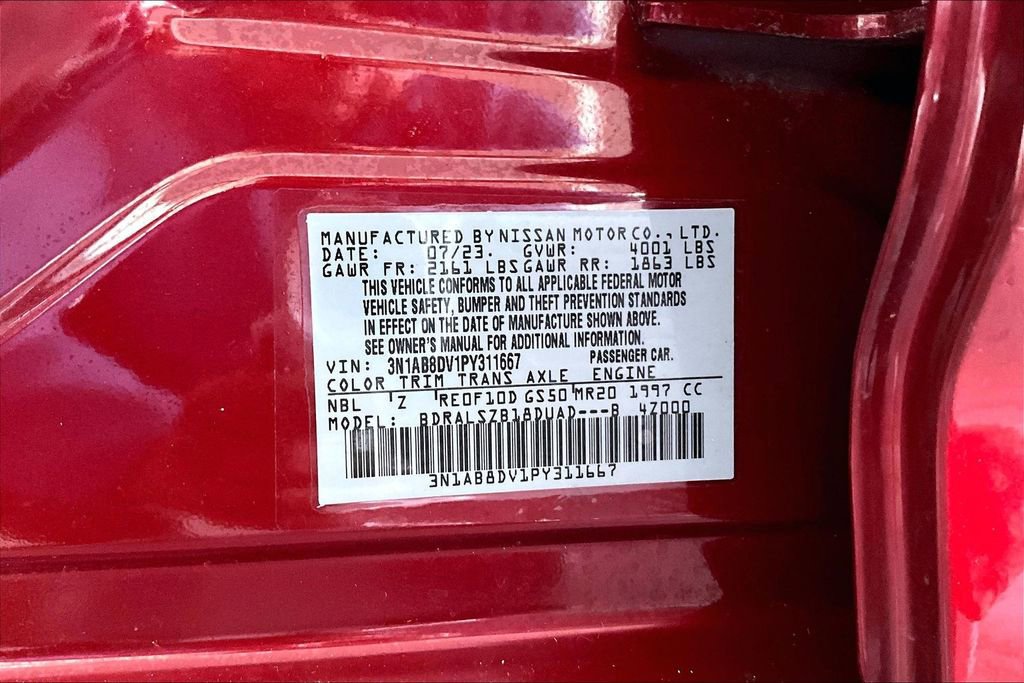 MANUFACTURED BY NISSAN MOTOR CO., LTD.
DATE: 07/23. GVWR: 4001 LBS
GAWR FR: 2161 LBS GAWR RR: 1863 LBS
THIS VEHICLE CONFORMS TO ALL APPLICABLE FEDERAL MOTOR
VEHICLE SAFETY, BUMPER AND THEFT PREVENTION STANDARDS
IN EFFECT ON THE DATE OF MANUFACTURE SHOWN ABOVE.
SEE OWNER'S MANUAL FOR ADDITIONAL INFORMATION.
VIN: 3N1AB8DV1PY311667 PASSENGER CAR.
COLOR TRIM TRANS AXLE ENGINE
NBL 'Z 'RE0F10D GS50 MR20 1997 CC
MODEL: BDRALSZB18DUAD---B 4Z000
3N1AB8DV1PY311667